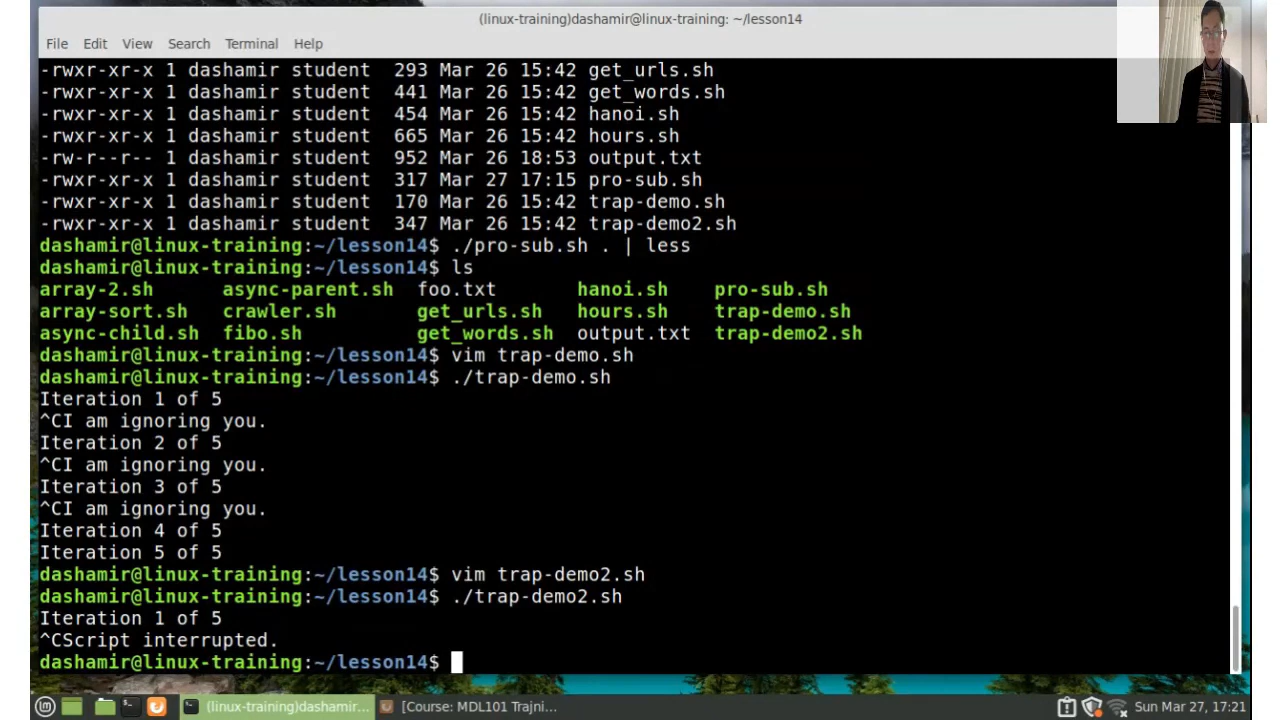 (linux-training)dashamir@linux-training: ~/lesson14
File Edit View Search Terminal Help
-rwxr-xr-x 1 dashamir student  293 Mar 26 15:42 get_urls.sh
-rwxr-xr-x 1 dashamir student  441 Mar 26 15:42 get_words.sh
-rwxr-xr-x 1 dashamir student  454 Mar 26 15:42 hanoi.sh
-rwxr-xr-x 1 dashamir student  665 Mar 26 15:42 hours.sh
-rw-r--r-- 1 dashamir student  952 Mar 26 18:53 output.txt
-rwxr-xr-x 1 dashamir student  317 Mar 27 17:15 pro-sub.sh
-rwxr-xr-x 1 dashamir student  170 Mar 26 15:42 trap-demo.sh
-rwxr-xr-x 1 dashamir student  347 Mar 26 15:42 trap-demo2.sh
dashamir@linux-training:~/lesson14$ ./pro-sub.sh . | less
dashamir@linux-training:~/lesson14$ ls
array-2.sh      async-parent.sh  foo.txt       hanoi.sh    pro-sub.sh
array-sort.sh   crawler.sh       get_urls.sh   hours.sh    trap-demo.sh
async-child.sh  fibo.sh          get_words.sh  output.txt  trap-demo2.sh
dashamir@linux-training:~/lesson14$ vim trap-demo.sh
dashamir@linux-training:~/lesson14$ ./trap-demo.sh
Iteration 1 of 5
^CI am ignoring you.
Iteration 2 of 5
^CI am ignoring you.
Iteration 3 of 5
^CI am ignoring you.
Iteration 4 of 5
Iteration 5 of 5
dashamir@linux-training:~/lesson14$ vim trap-demo2.sh
dashamir@linux-training:~/lesson14$ ./trap-demo2.sh
Iteration 1 of 5
^CScript interrupted.
dashamir@linux-training:~/lesson14$
(linux-training)dashamir... [Course: MDL101 Trajni... Sun Mar 27, 17:21